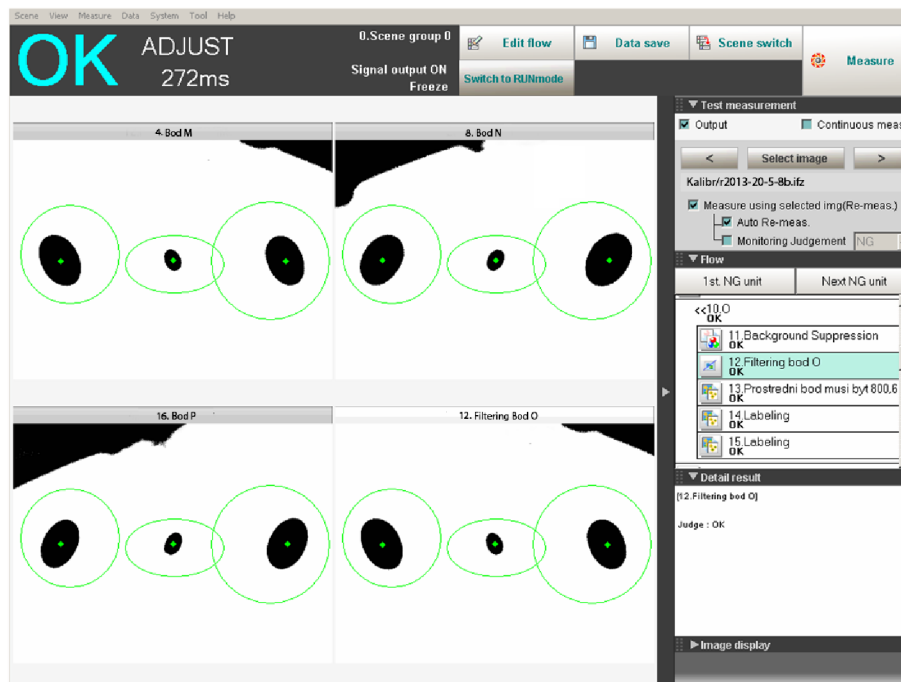 Scene View Measure Data System Tool Help
OK
ADJUST
272ms
0.Scene group 0
Signal output ON
Freeze
Edit flow
Data save
Scene switch
Measure
Switch to RUNmode
4. Bod M
8. Bod N
16. Bod P
12. Filtering Bod O
Test measurement
Output
Continuous meas
<
Select image
>
Kalibr/r2013-20-5-8b.ifz
Measure using selected img(Re-meas.)
Auto Re-meas.
Monitoring Judgement
NG
Flow
1st. NG unit
Next NG unit
<<10.O
OK
11.Background Suppression
OK
12.Filtering bod O
OK
13.Prostredni bod musi byt 800,6
OK
14.Labeling
OK
15.Labeling
OK
Detail result
[12.Filtering bod O]
Judge : OK
Image display